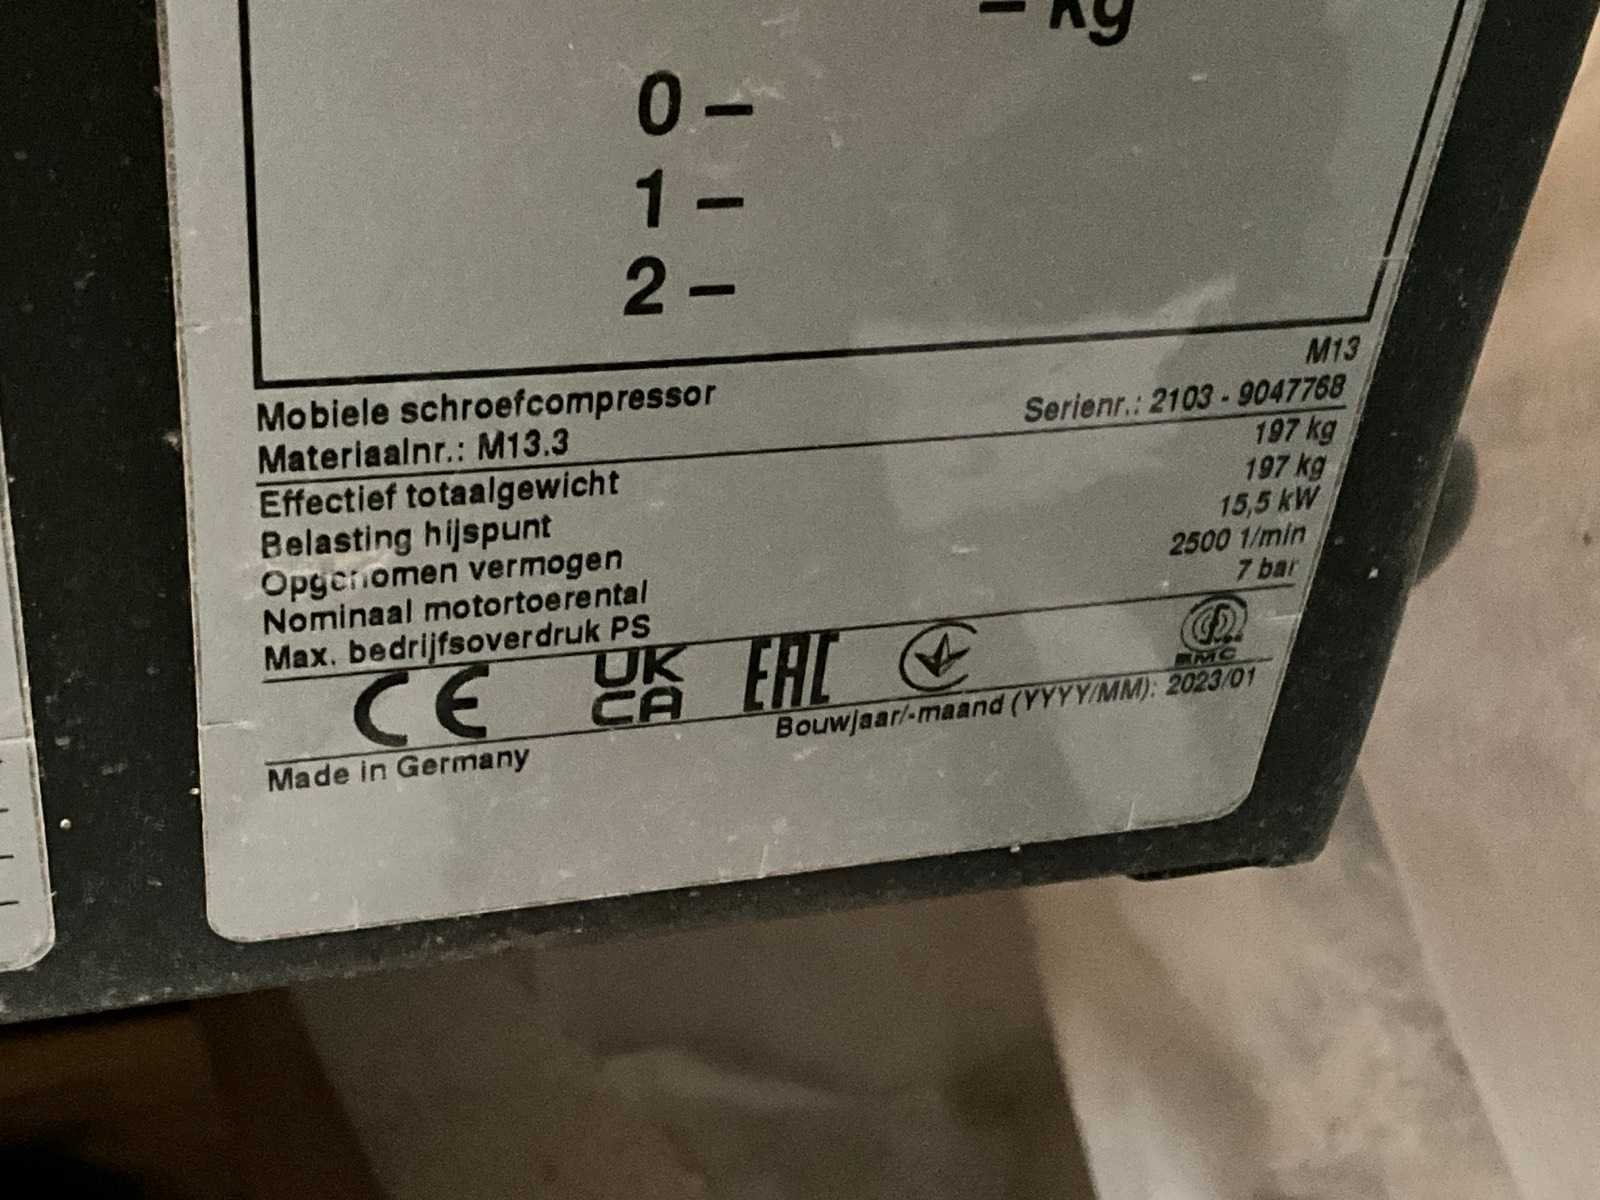 – kg
0 –
1 –
2 –
M13
Mobiele schroefcompressor
Materiaalnr.: M13.3 Serienr.: 2103 - 9047768
Effectief totaalgewicht 197 kg
Belasting hijspunt 197 kg
Opgenomen vermogen 15,5 kW
Nominaal motortoerental 2500 1/min
Max. bedrijfsoverdruk PS 7 bar
CE UK CA EAC EMC
Bouwjaar/-maand (YYYY/MM): 2023/01
Made in Germany